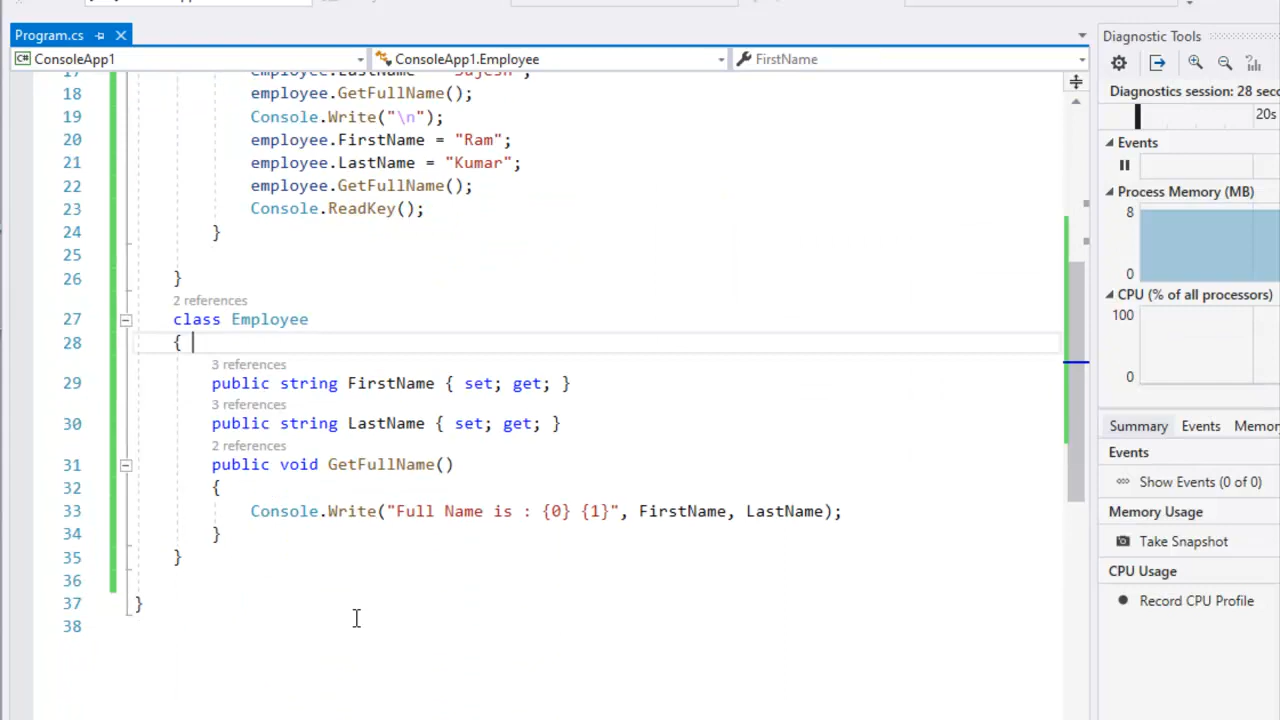 Program.cs
ConsoleApp1
ConsoleApp1.Employee
FirstName
17
18 employee.GetFullName();
19 Console.Write("\n");
20 employee.FirstName = "Ram";
21 employee.LastName = "Kumar";
22 employee.GetFullName();
23 Console.ReadKey();
24 }
25
26 }
2 references
27 class Employee
28 {
3 references
29 public string FirstName { set; get; }
3 references
30 public string LastName { set; get; }
2 references
31 public void GetFullName()
32 {
33 Console.Write("Full Name is : {0} {1}", FirstName, LastName);
34 }
35 }
36
37 }
38
Diagnostic Tools
Diagnostics session: 28 seco
20s
Events
Process Memory (MB)
8
0
CPU (% of all processors)
100
0
Summary Events Memor
Events
Show Events (0 of 0)
Memory Usage
Take Snapshot
CPU Usage
Record CPU Profile